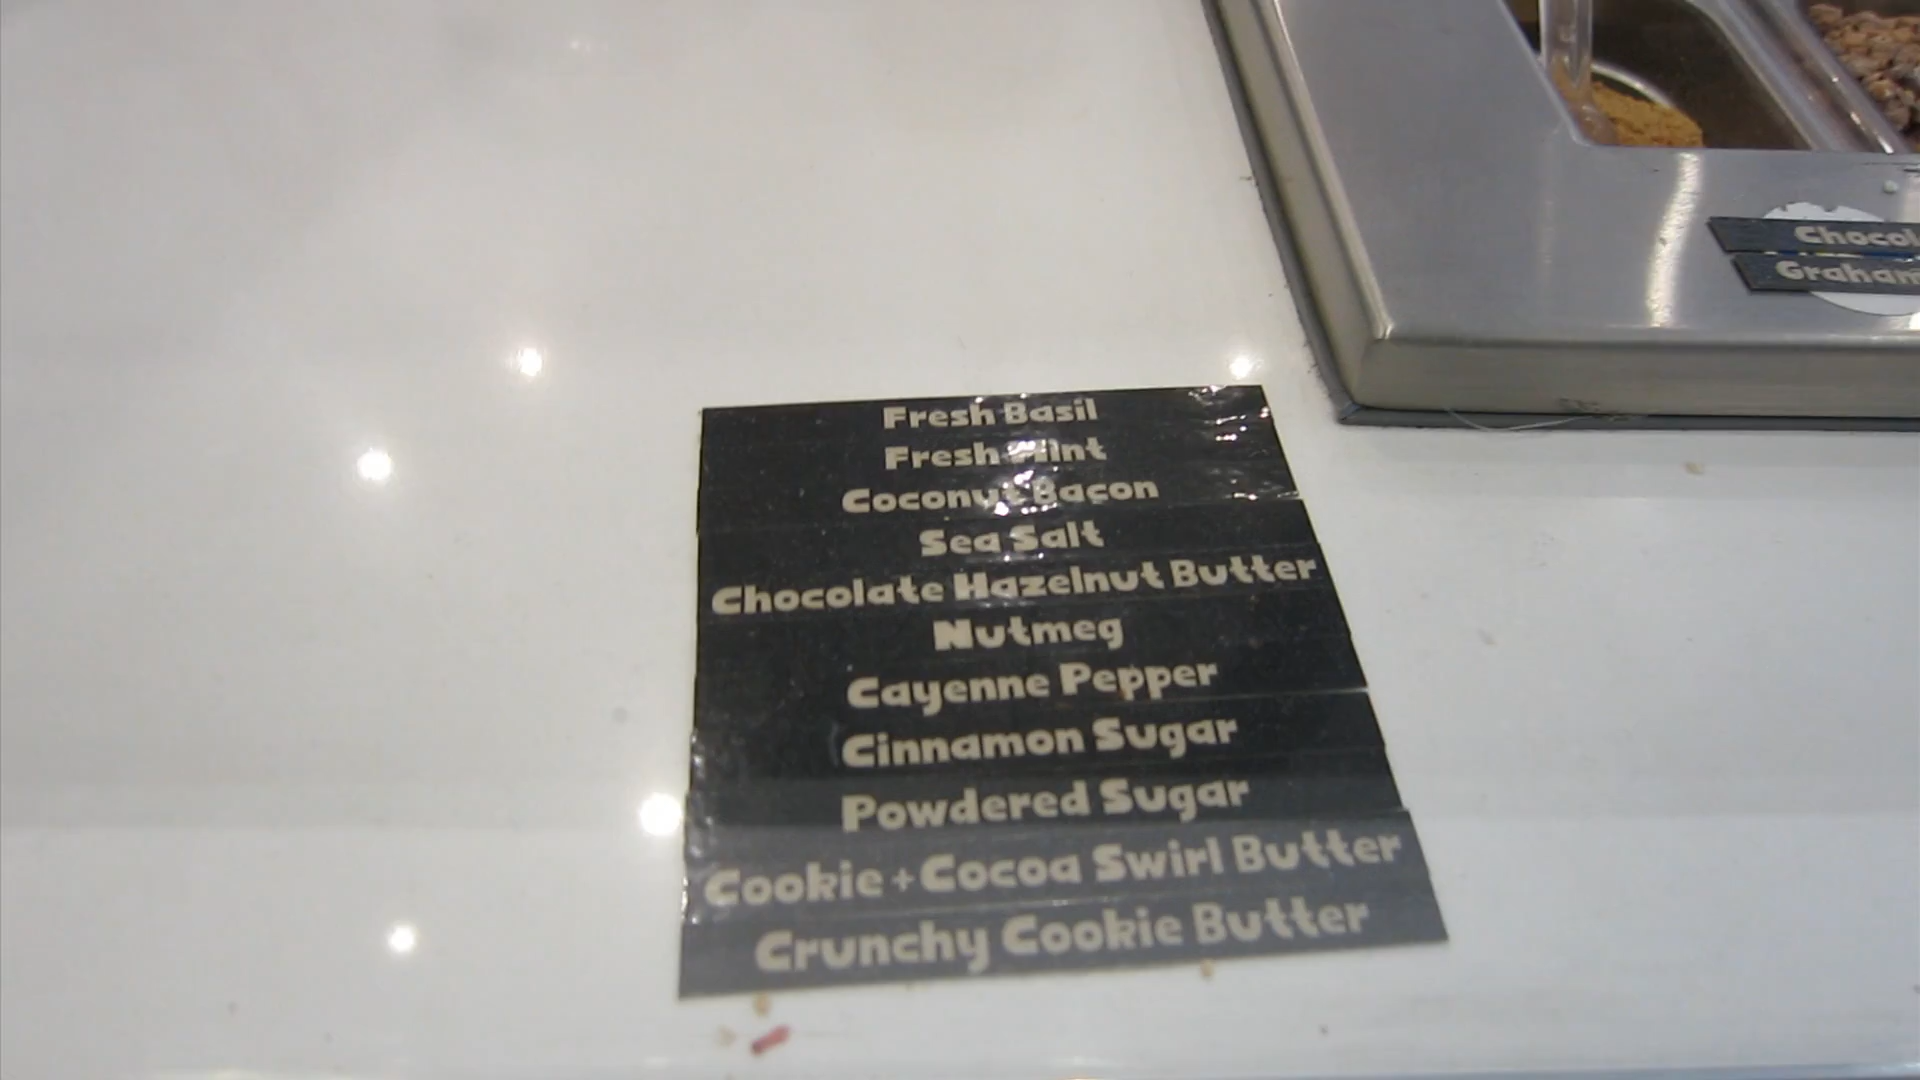 Fresh Basil
Fresh Mint
Coconut Bacon
Sea Salt
Chocolate Hazelnut Butter
Nutmeg
Cayenne Pepper
Cinnamon Sugar
Powdered Sugar
Cookie + Cocoa Swirl Butter
Crunchy Cookie Butter
Graham